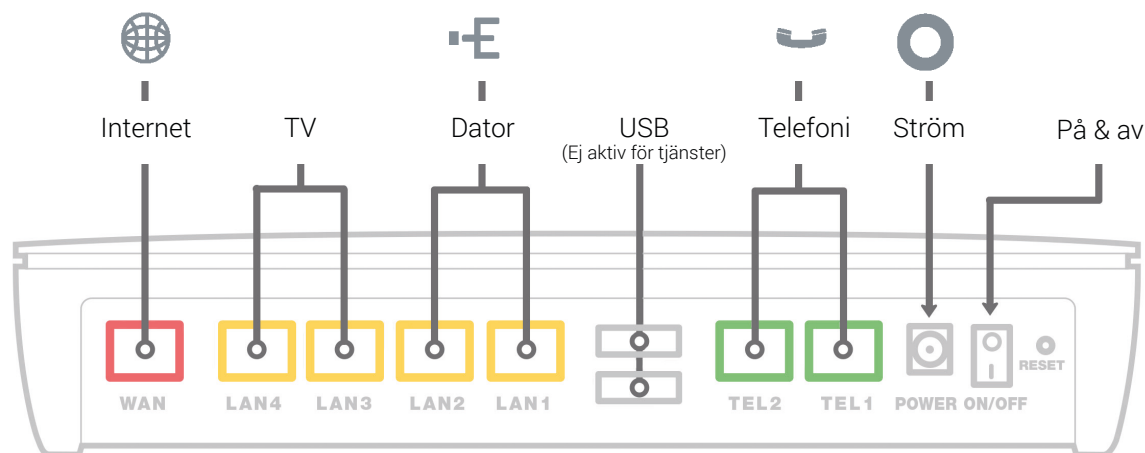 Internet
TV
Dator
USB
(Ej aktiv för tjänster)
Telefoni
Ström
På & av
WAN
LAN4
LAN3
LAN2
LAN1
TEL2
TEL1
POWER
ON/OFF
RESET